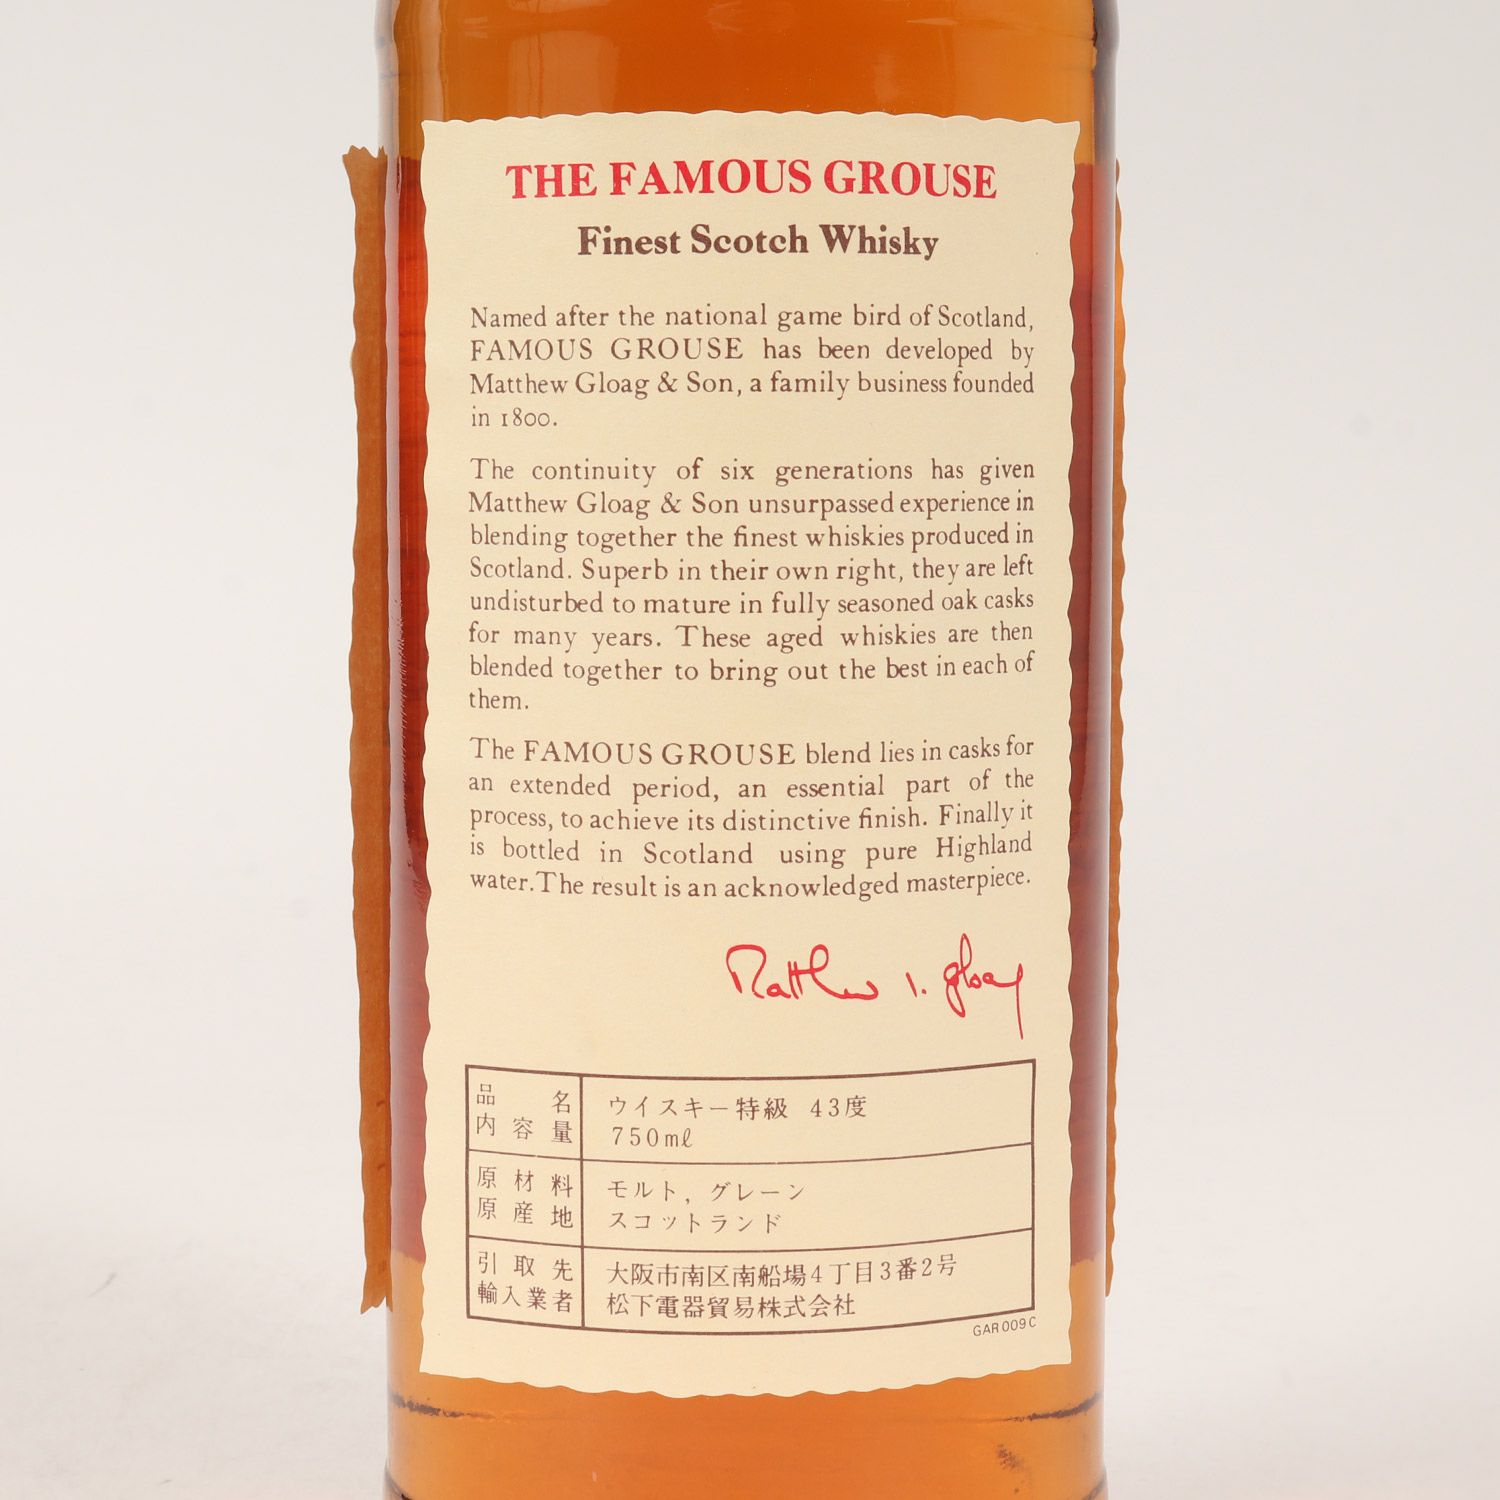 THE FAMOUS GROUSE
Finest Scotch Whisky
Named after the national game bird of Scotland,
FAMOUS GROUSE has been developed by
Matthew Gloag & Son, a family business founded
in 1800.
The continuity of six generations has given
Matthew Gloag & Son unsurpassed experience in
blending together the finest whiskies produced in
Scotland. Superb in their own right, they are left
undisturbed to mature in fully seasoned oak casks
for many years. These aged whiskies are then
blended together to bring out the best in each of
them.
The FAMOUS GROUSE blend lies in casks for
an extended period, an essential part of the
process, to achieve its distinctive finish. Finally it
is bottled in Scotland using pure Highland
water. The result is an acknowledged masterpiece.
Matthew I. Gloag
品名 ウイスキー特級 43度
内容量 750ml
原材料 モルト, グレーン
原産地 スコットランド
引取先 大阪市南区南船場4丁目3番2号
輸入業者 松下電器貿易株式会社
GAR 009C